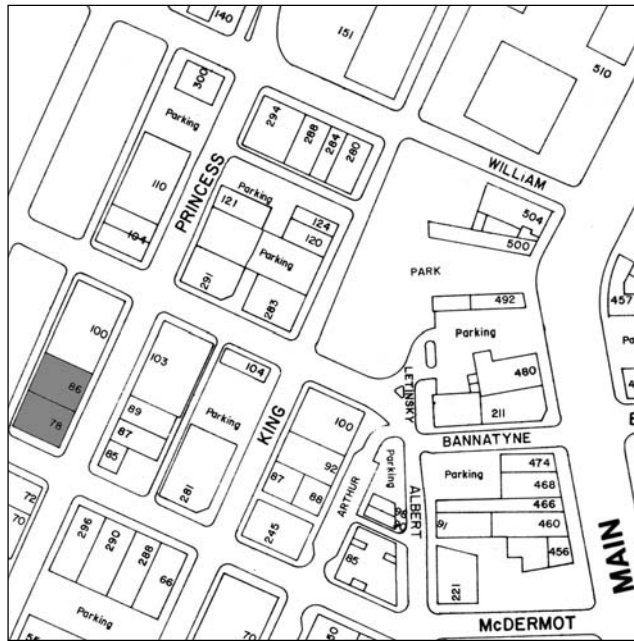 140
151
510
300
Parking
294
288
284
280
WILLIAM
110
PRINCESS
Parking
121
124
120
504
500
104
Parking
291
283
PARK
457
492
Parking
100
103
104
LETINSKY
480
86
89
KING
100
211
78
87
Parking
BANNATYNE
85
92
87
88
281
ARTHUR
Parking
ALBERT
Parking
474
468
466
72
70
296
290
288
66
245
91
460
456
85
MAIN
221
Parking
70
McDERMOT